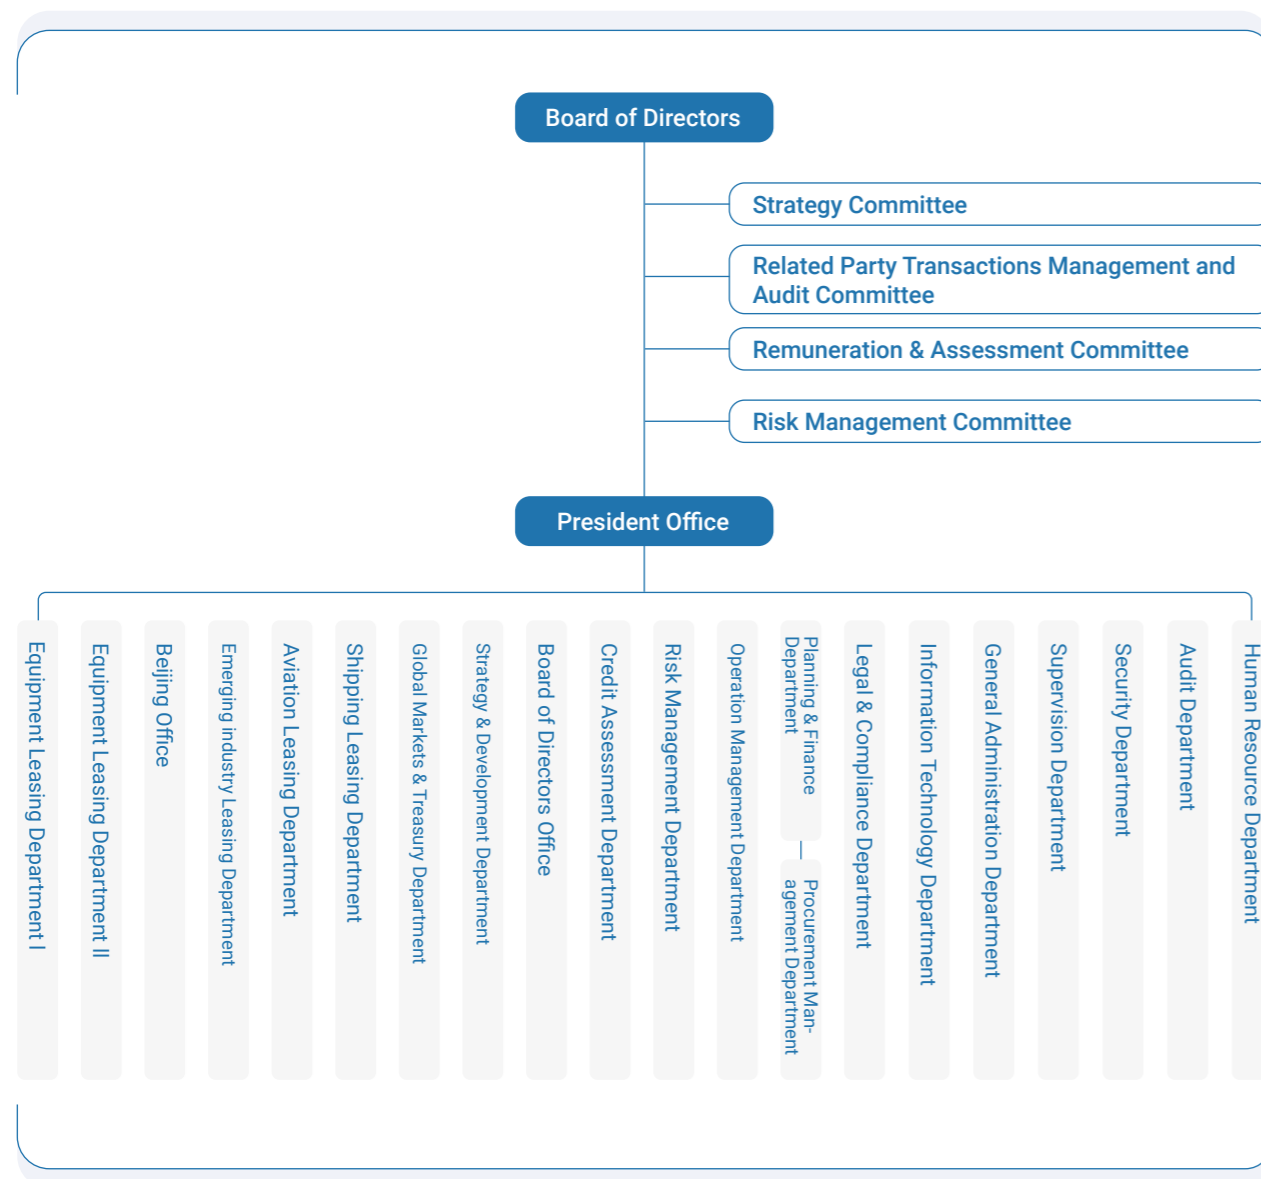 Board of Directors
Strategy Committee
Related Party Transactions Management and
Audit Committee
Remuneration & Assessment Committee
Risk Management Committee
President Office
Equipment Leasing Department I
Equipment Leasing Department II
Beijing Office
Emerging industry Leasing Department
Aviation Leasing Department
Shipping Leasing Department
Global Markets & Treasury Department
Strategy & Development Department
Board of Directors Office
Credit Assessment Department
Risk Management Department
Operation Management Department
Planning & Finance
Department
Procurement Man-
agement Department
Legal & Compliance Department
Information Technology Department
General Administration Department
Supervision Department
Security Department
Audit Department
Human Resource Department